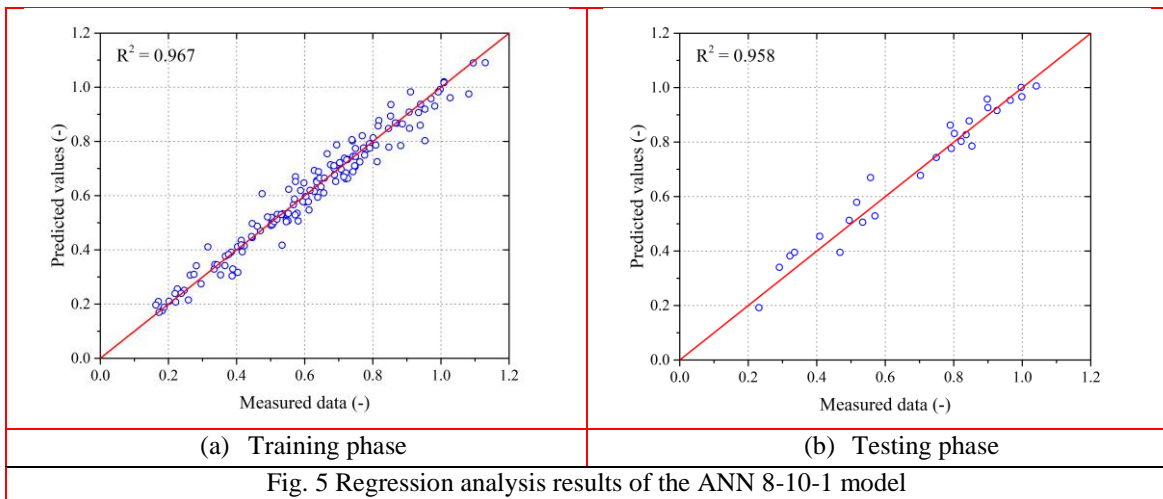 R² = 0.967
Predicted values (-)
1.2
1.0
0.8
0.6
0.4
0.2
0.0
0.0 0.2 0.4 0.6 0.8 1.0 1.2
Measured data (-)
(a) Training phase
R² = 0.958
Predicted values (-)
1.2
1.0
0.8
0.6
0.4
0.2
0.0
0.0 0.2 0.4 0.6 0.8 1.0 1.2
Measured data (-)
(b) Testing phase
Fig. 5 Regression analysis results of the ANN 8-10-1 model